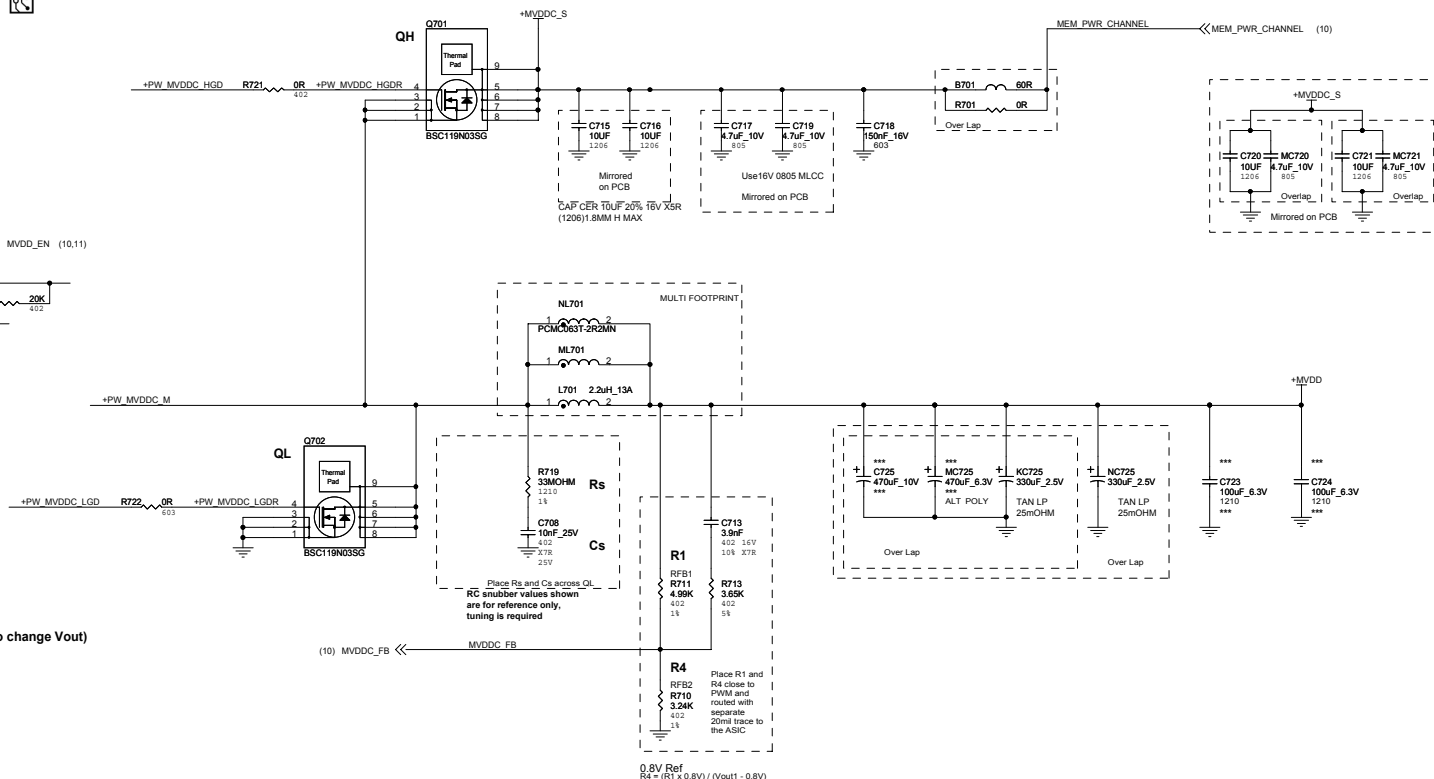 Q701
+MVDDC_S
QH
Thermal
Pad
9
+PW_MVDDC_HGD
R721
0R
402
+PW_MVDDC_HGDR
4
3
2
1
5
6
7
8
BSC119N03SG
MEM_PWR_CHANNEL
MEM_PWR_CHANNEL (10)
B701
60R
R701
0R
Over Lap
C715
10UF
1206
C716
10UF
1206
Mirrored
on PCB
CAP CER 10UF 20% 16V X5R
(1206)1.8MM H MAX
C717
4.7uF_10V
805
C719
4.7uF_10V
805
Use16V 0805 MLCC
Mirrored on PCB
C718
150nF_16V
603
+MVDDC_S
C720
10UF
1206
MC720
4.7uF_10V
805
Overlap
C721
10UF
1206
MC721
4.7uF_10V
805
Overlap
Mirrored on PCB
MVDD_EN (10,11)
20K
402
MULTI FOOTPRINT
NL701
1
2
PCMC063T-2R2MN
ML701
1
2
L701
2.2uH_13A
1
2
+PW_MVDDC_M
+MVDD
Q702
QL
Thermal
Pad
9
+PW_MVDDC_LGD
R722
0R
603
+PW_MVDDC_LGDR
4
3
2
1
5
6
7
8
BSC119N03SG
R719
33MOHM
1210
1%
Rs
C708
10nF_25V
402
X7R
25V
Cs
Place Rs and Cs across QL
RC snubber values shown
are for reference only,
tuning is required
C713
3.9nF
402 16V
10% X7R
R1
RFB1
R711
4.99K
402
1%
R713
3.65K
402
5%
(10) MVDDC_FB
MVDDC_FB
R4
RFB2
R710
3.24K
402
1%
Place R1 and
R4 close to
PWM and
routed with
separate
20mil trace to
the ASIC
0.8V Ref
R4 = (R1 x 0.8V) / (Vout1 - 0.8V)
***
C725
470uF_10V
***
***
MC725
470uF_6.3V
***
ALT POLY
KC725
330uF_2.5V
TAN LP
25mOHM
Over Lap
NC725
330uF_2.5V
TAN LP
25mOHM
Over Lap
***
C723
100uF_6.3V
1210
***
***
C724
100uF_6.3V
1210
***
o change Vout)